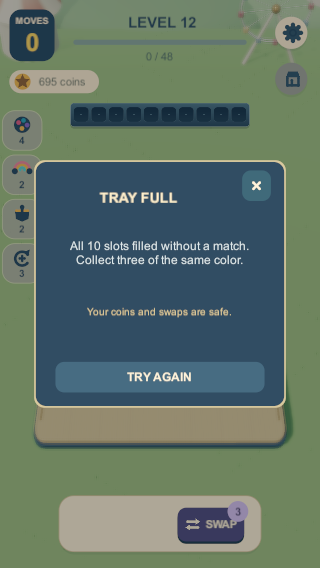 MOVES
0
LEVEL 12
0 / 48
695 coins
4
2
2
3
TRAY FULL
All 10 slots filled without a match.
Collect three of the same color.
Your coins and swaps are safe.
TRY AGAIN
3
SWAP